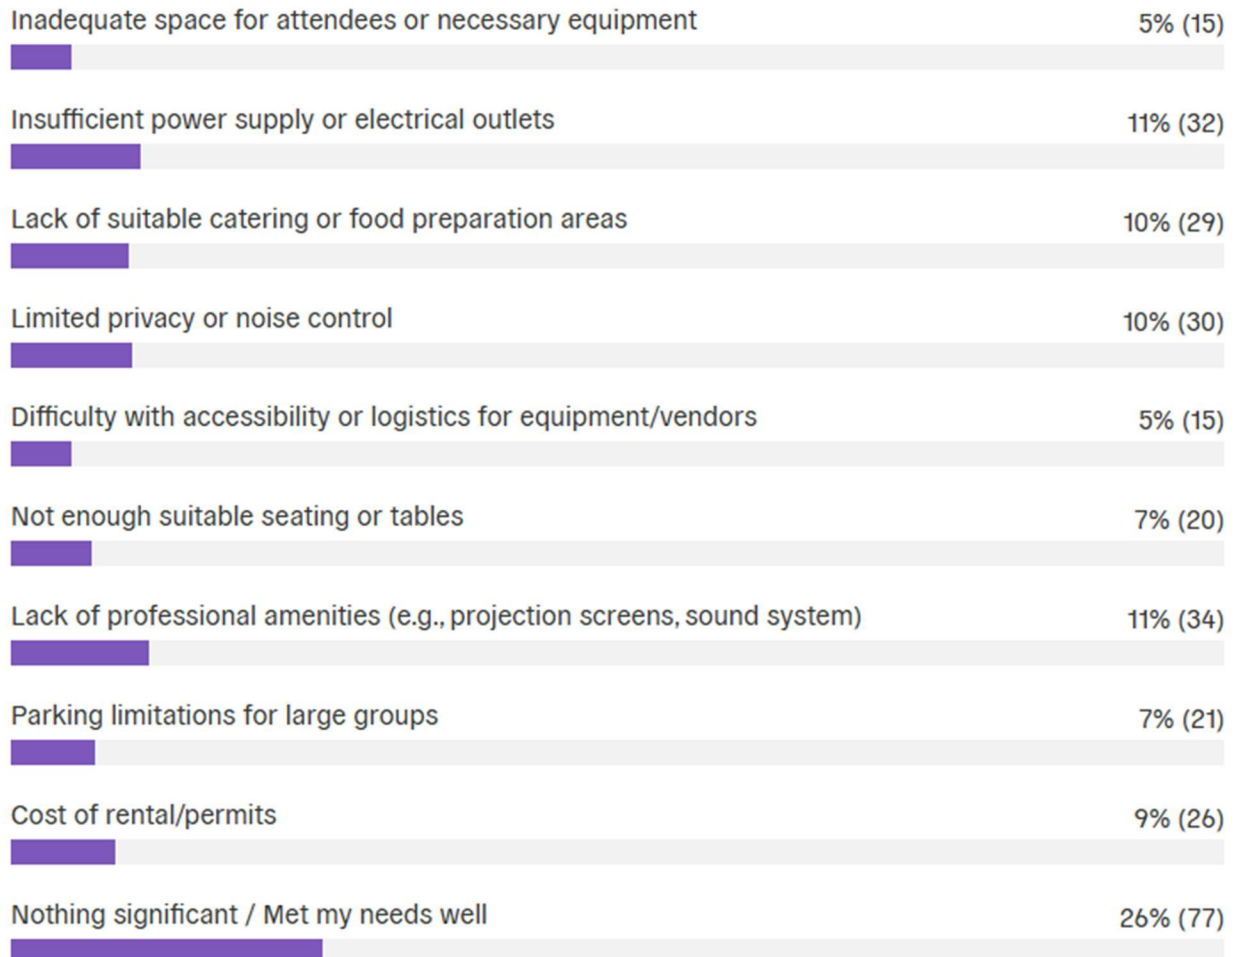 Inadequate space for attendees or necessary equipment 5% (15)
Insufficient power supply or electrical outlets 11% (32)
Lack of suitable catering or food preparation areas 10% (29)
Limited privacy or noise control 10% (30)
Difficulty with accessibility or logistics for equipment/vendors 5% (15)
Not enough suitable seating or tables 7% (20)
Lack of professional amenities (e.g., projection screens, sound system) 11% (34)
Parking limitations for large groups 7% (21)
Cost of rental/permits 9% (26)
Nothing significant / Met my needs well 26% (77)